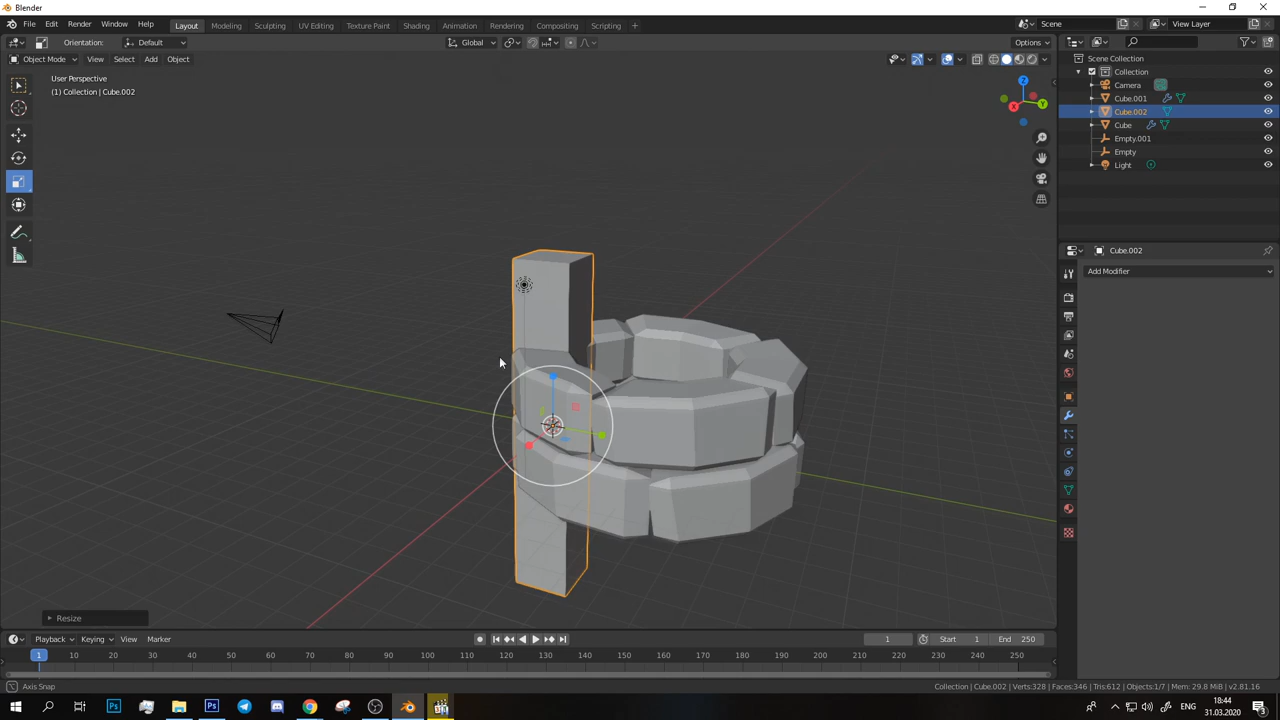 Blender
File Edit Render Window Help
Layout Modeling Sculpting UV Editing Texture Paint Shading Animation Rendering Compositing Scripting +
Scene
View Layer
Orientation: Default
Global
Options
Object Mode View Select Add Object
User Perspective
(1) Collection | Cube.002
X
Y
Z
Scene Collection
Collection
Camera
Cube.001
Cube.002
Cube
Empty.001
Empty
Light
Cube.002
Add Modifier
Resize
Playback Keying View Marker
1
Start 1
End 250
1 10 20 30 40 50 60 70 80 90 100 110 120 130 140 150 160 170 180 190 200 210 220 230 240 250
Axis Snap
Collection | Cube.002 | Verts:328 | Faces:346 | Tris:612 | Objects:1/7 | Mem: 29.8 MiB | v2.81.16
Ps
Ps
ENG
18:44
31.03.2020
3